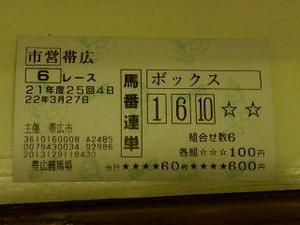 市営帯広
6レース
21年度25回4日
22年3月27日
主催 帯広市
帯広競馬場
馬番連単
ボックス
1 6 10 ☆ ☆
組合せ数6
各組☆☆☆100円
合計★★★★60枚★★★★600円